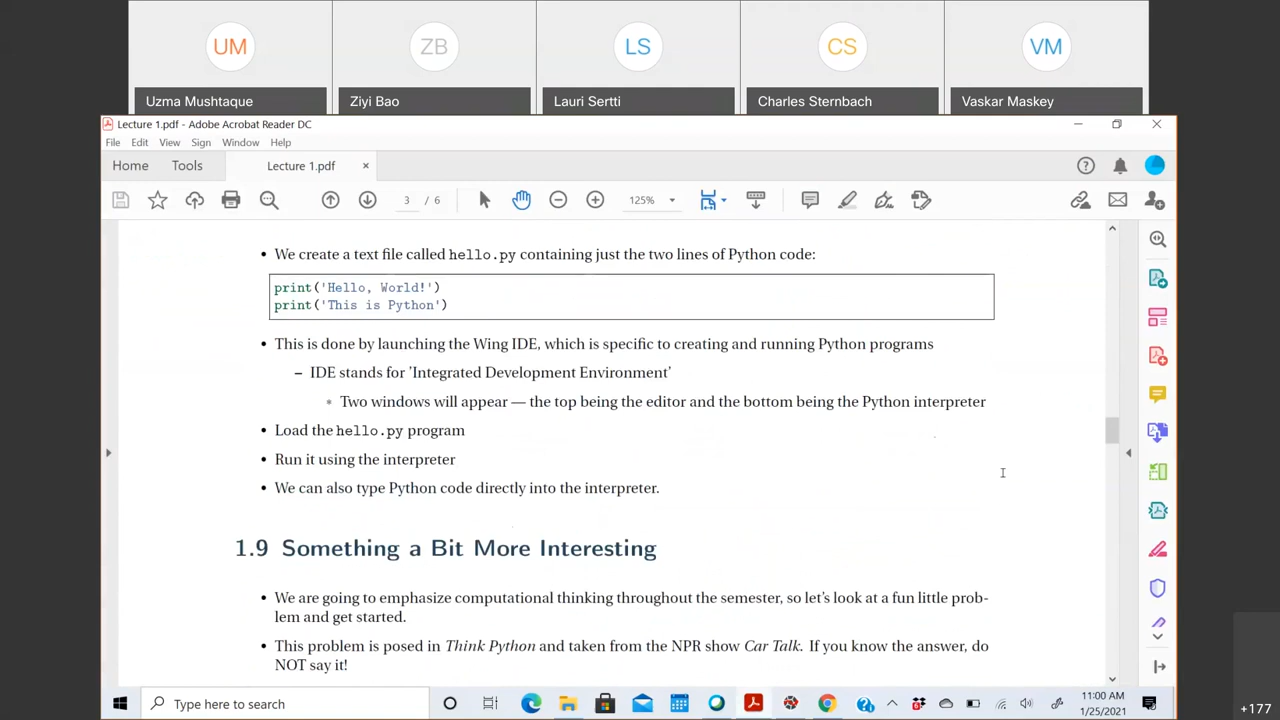 UM
ZB
LS
CS
VM
Uzma Mushtaque
Ziyi Bao
Lauri Sertti
Charles Sternbach
Vaskar Maskey
Lecture 1.pdf - Adobe Acrobat Reader DC
File Edit View Sign Window Help
Home Tools Lecture 1.pdf ×
3 / 6 125%
• We create a text file called hello.py containing just the two lines of Python code:
print('Hello, World!')
print('This is Python')
• This is done by launching the Wing IDE, which is specific to creating and running Python programs
– IDE stands for 'Integrated Development Environment'
* Two windows will appear — the top being the editor and the bottom being the Python interpreter
• Load the hello.py program
• Run it using the interpreter
• We can also type Python code directly into the interpreter.
1.9 Something a Bit More Interesting
• We are going to emphasize computational thinking throughout the semester, so let's look at a fun little prob-
lem and get started.
• This problem is posed in Think Python and taken from the NPR show Car Talk. If you know the answer, do
NOT say it!
Type here to search
11:00 AM
1/25/2021
+177